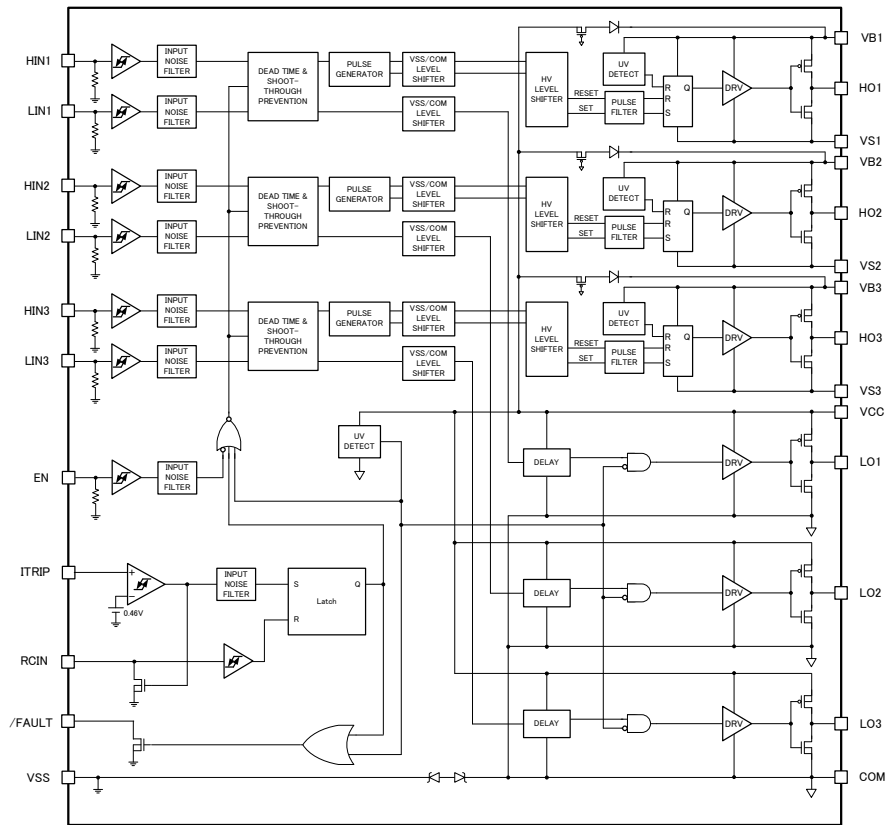 VB1
HIN1
INPUT
NOISE
FILTER
DEAD TIME &
SHOOT-
THROUGH
PREVENTION
PULSE
GENERATOR
VSS/COM
LEVEL
SHIFTER
HV
LEVEL
SHIFTER
UV
DETECT
RESET
SET
PULSE
FILTER
R
R
S
Q
DRV
HO1
LIN1
INPUT
NOISE
FILTER
VSS/COM
LEVEL
SHIFTER
VS1
VB2
HIN2
INPUT
NOISE
FILTER
DEAD TIME &
SHOOT-
THROUGH
PREVENTION
PULSE
GENERATOR
VSS/COM
LEVEL
SHIFTER
HV
LEVEL
SHIFTER
UV
DETECT
RESET
SET
PULSE
FILTER
R
R
S
Q
DRV
HO2
LIN2
INPUT
NOISE
FILTER
VSS/COM
LEVEL
SHIFTER
VS2
VB3
HIN3
INPUT
NOISE
FILTER
DEAD TIME &
SHOOT-
THROUGH
PREVENTION
PULSE
GENERATOR
VSS/COM
LEVEL
SHIFTER
HV
LEVEL
SHIFTER
UV
DETECT
RESET
SET
PULSE
FILTER
R
R
S
Q
DRV
HO3
LIN3
INPUT
NOISE
FILTER
VSS/COM
LEVEL
SHIFTER
VS3
VCC
UV
DETECT
EN
INPUT
NOISE
FILTER
DELAY
DRV
LO1
ITRIP
+
−
0.46V
INPUT
NOISE
FILTER
S
Q
Latch
R
DELAY
DRV
LO2
RCIN
/FAULT
DELAY
DRV
LO3
VSS
COM